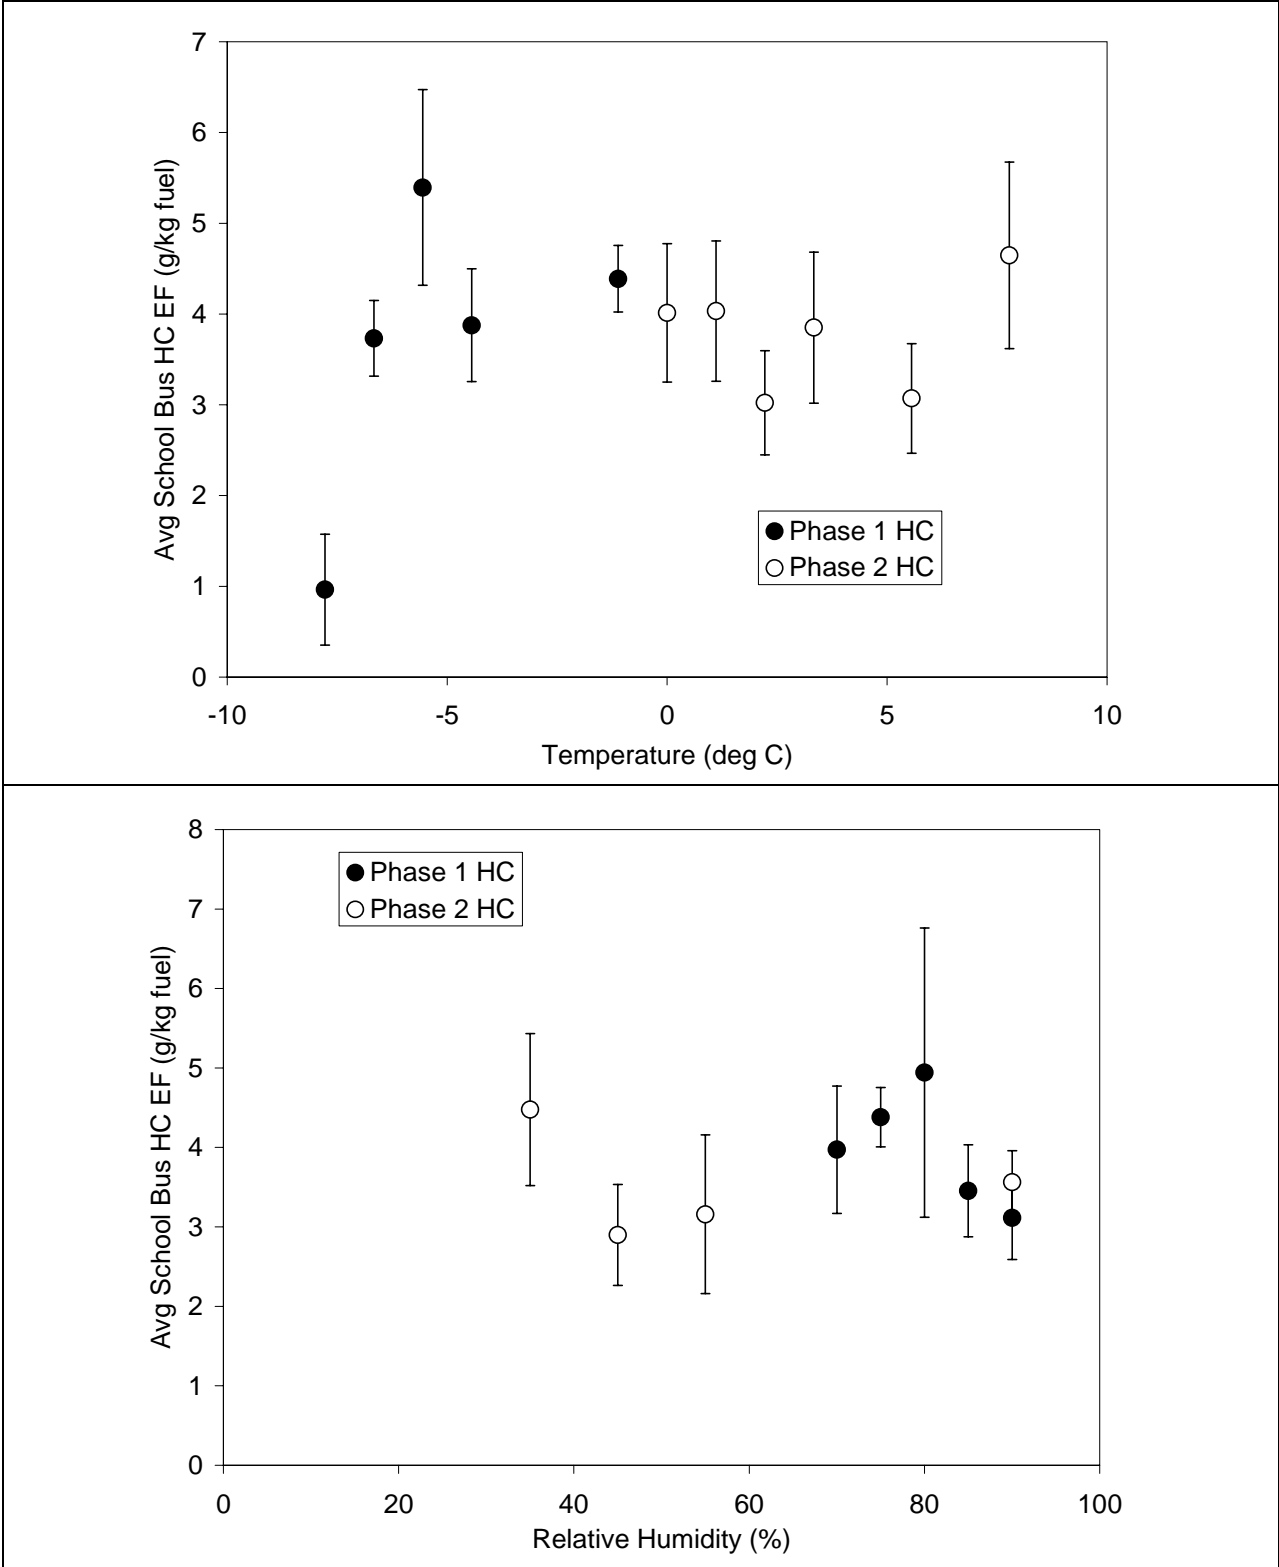 7
6
5
4
3
2
1
0
Avg School Bus HC EF (g/kg fuel)
Phase 1 HC
Phase 2 HC
-10 -5 0 5 10
Temperature (deg C)
8
7
6
5
4
3
2
1
0
Avg School Bus HC EF (g/kg fuel)
Phase 1 HC
Phase 2 HC
0 20 40 60 80 100
Relative Humidity (%)